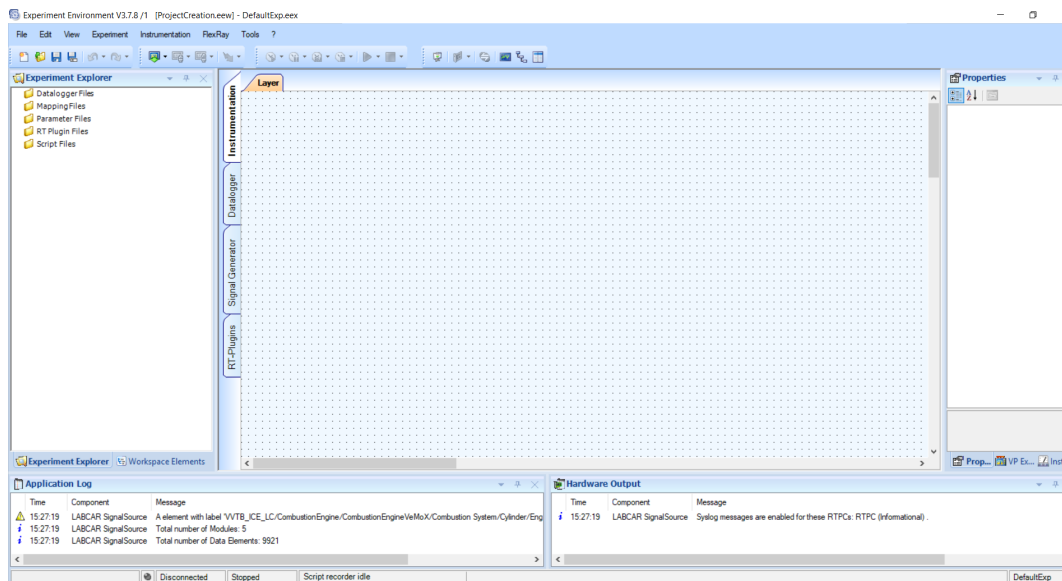 Experiment Environment V3.7.8 /1 [ProjectCreation.eew] - DefaultExp.eex
File Edit View Experiment Instrumentation FlexRay Tools ?
Experiment Explorer
Datalogger Files
MappingFiles
Parameter Files
RT Plugin Files
Script Files
Experiment Explorer Workspace Elements
Layer
Instrumentation
Datalogger
Signal Generator
RT-Plugins
Properties
Prop... VP Ex... Inst
Application Log
Time Component Message
15:27:19 LABCAR SignalSource A element with label 'VVTB_ICE_LC/CombustionEngine/CombustionEngineVeMoX/Combustion System/Cylinder/Eng
15:27:19 LABCAR SignalSource Total number of Modules: 5
15:27:19 LABCAR SignalSource Total number of Data Elements: 9921
Hardware Output
Time Component Message
15:27:19 LABCAR SignalSource Syslog messages are enabled for these RTPCs: RTPC (Informational) .
Disconnected Stopped Script recorder idle DefaultExp